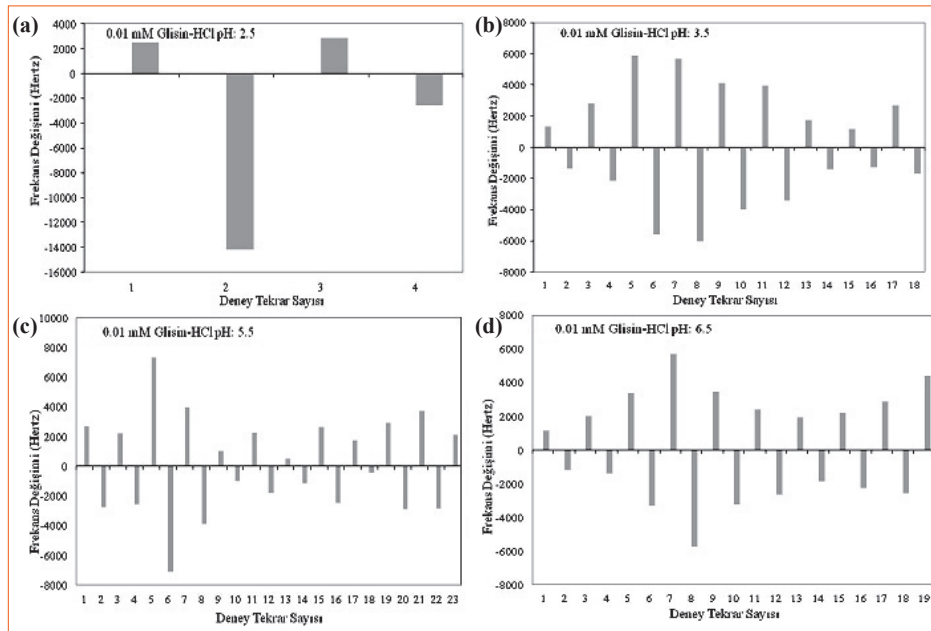 (a)
0.01 mM Glisin-HCl pH: 2.5
Frekans Değişimi (Hertz)
4000
2000
0
-2000
-4000
-6000
-8000
-10000
-12000
-14000
-16000
1 2 3 4
Deney Tekrar Sayısı
(b)
0.01 mM Glisin-HCl pH: 3.5
Frekans Değişimi (Hertz)
8000
6000
4000
2000
0
-2000
-4000
-6000
-8000
1 2 3 4 5 6 7 8 9 10 11 12 13 14 15 16 17 18
Deney Tekrar Sayısı
(c)
0.01 mM Glisin-HCl pH: 5.5
Frekans Değişimi (Hertz)
10000
8000
6000
4000
2000
0
-2000
-4000
-6000
-8000
1 2 3 4 5 6 7 8 9 10 11 12 13 14 15 16 17 18 19 20 21 22 23
Deney Tekrar Sayısı
(d)
0.01 mM Glisin-HCl pH: 6.5
Frekans Değişimi (Hertz)
8000
6000
4000
2000
0
-2000
-4000
-6000
-8000
1 2 3 4 5 6 7 8 9 10 11 12 13 14 15 16 17 18 19
Deney Tekrar Sayısı